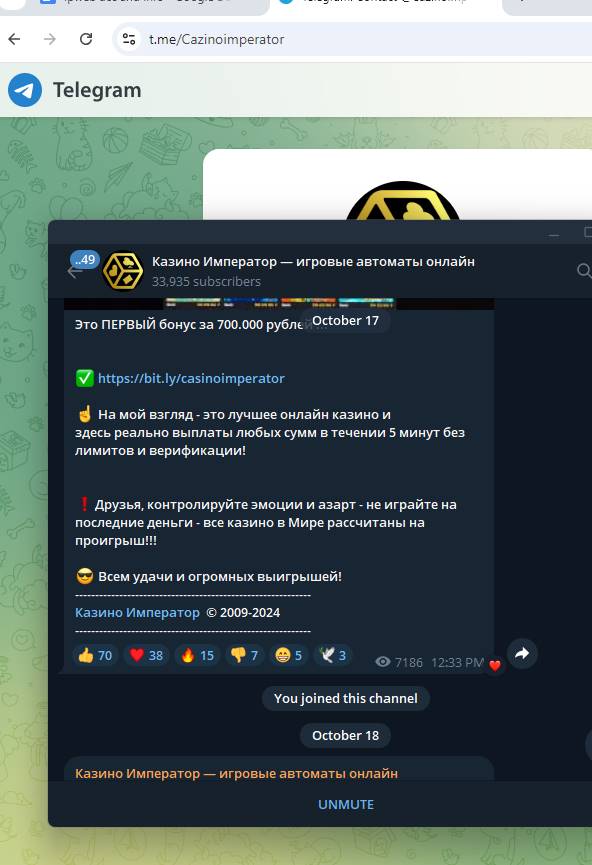 t.me/Cazinoimperator
Telegram
..49
Казино Император — игровые автоматы онлайн
33,935 subscribers
Это ПЕРВЫЙ бонус за 700.000
October 17
✅ https://bit.ly/casinoimperator
☝ На мой взгляд - это лучшее онлайн казино и
здесь реально выплаты любых сумм в течении 5 минут без
лимитов и верификации!
❗ Друзья, контролируйте эмоции и азарт - не играйте на
последние деньги - все казино в Мире рассчитаны на
проигрыш!!!
😎 Всем удачи и огромных выигрышей!
-----------------------------------------------------------
Казино Император © 2009-2024
-----------------------------------------------------------
👍 70 ❤ 38 🔥 15 👎 7 😁 5 🕊 3 7186 12:33 PM
You joined this channel
October 18
Казино Император — игровые автоматы онлайн
UNMUTE